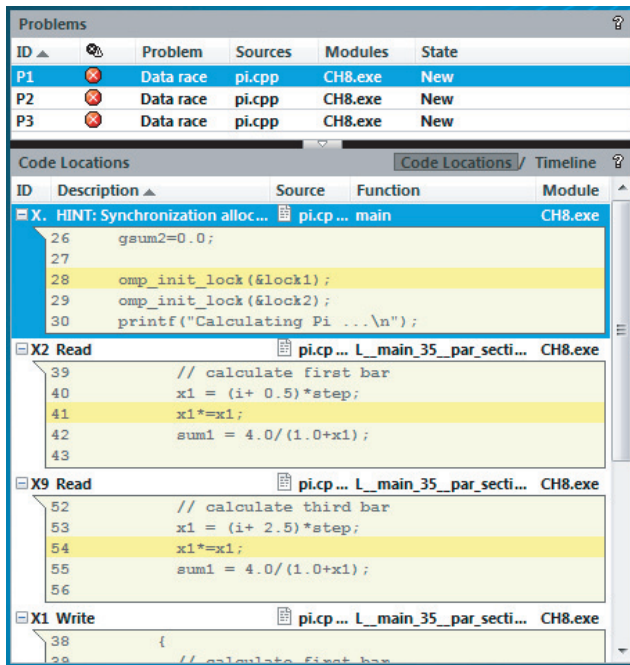 Problems ?
ID Problem Sources Modules State
P1 Data race pi.cpp CH8.exe New
P2 Data race pi.cpp CH8.exe New
P3 Data race pi.cpp CH8.exe New
Code Locations Code Locations / Timeline ?
ID Description Source Function Module
X. HINT: Synchronization alloc... pi.cp ... main CH8.exe
26 gsum2=0.0;
27
28 omp_init_lock(&lock1);
29 omp_init_lock(&lock2);
30 printf("Calculating Pi ...\n");
X2 Read pi.cp ... L__main_35__par_secti... CH8.exe
39 // calculate first bar
40 x1 = (i+ 0.5)*step;
41 x1*=x1;
42 sum1 = 4.0/(1.0+x1);
43
X9 Read pi.cp ... L__main_35__par_secti... CH8.exe
52 // calculate third bar
53 x1 = (i+ 2.5)*step;
54 x1*=x1;
55 sum1 = 4.0/(1.0+x1);
56
X1 Write pi.cp ... L__main_35__par_secti... CH8.exe
38 {
39 // calculate first bar